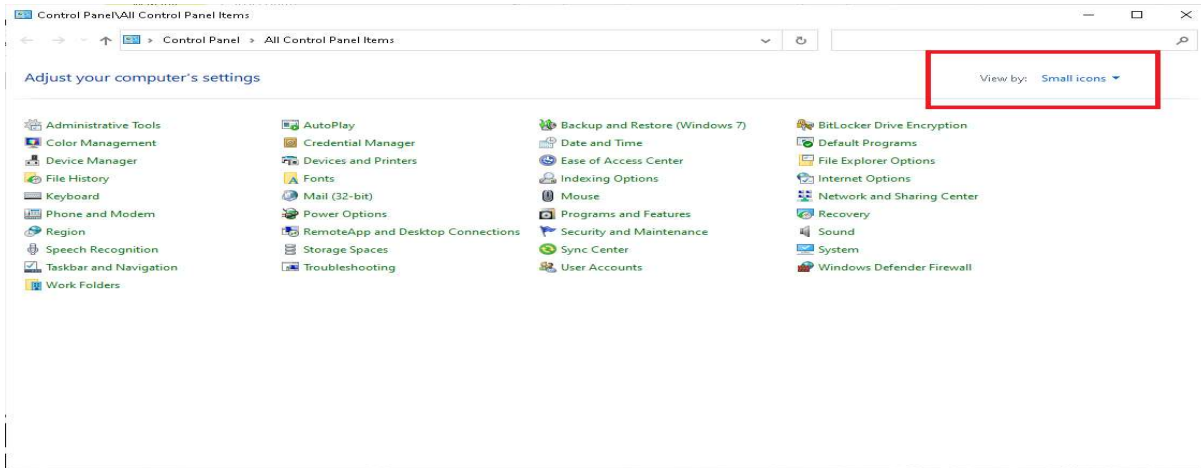 Control Panel\All Control Panel Items
Control Panel > All Control Panel Items
Adjust your computer's settings
View by: Small icons
Administrative Tools AutoPlay Backup and Restore (Windows 7) BitLocker Drive Encryption
Color Management Credential Manager Date and Time Default Programs
Device Manager Devices and Printers Ease of Access Center File Explorer Options
File History Fonts Indexing Options Internet Options
Keyboard Mail (32-bit) Mouse Network and Sharing Center
Phone and Modem Power Options Programs and Features Recovery
Region RemoteApp and Desktop Connections Security and Maintenance Sound
Speech Recognition Storage Spaces Sync Center System
Taskbar and Navigation Troubleshooting User Accounts Windows Defender Firewall
Work Folders